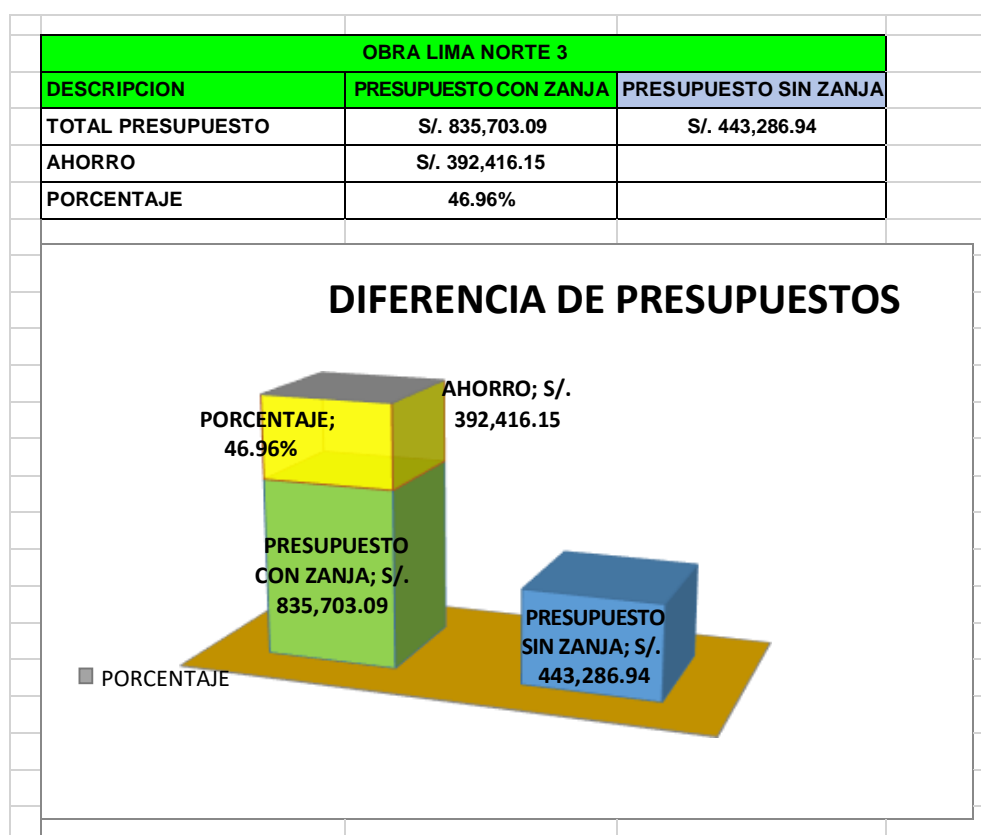 OBRA LIMA NORTE 3
DESCRIPCION PRESUPUESTO CON ZANJA PRESUPUESTO SIN ZANJA
TOTAL PRESUPUESTO S/. 835,703.09 S/. 443,286.94
AHORRO S/. 392,416.15
PORCENTAJE 46.96%
DIFERENCIA DE PRESUPUESTOS
AHORRO; S/.
392,416.15
PORCENTAJE;
46.96%
PRESUPUESTO
CON ZANJA; S/.
835,703.09
PRESUPUESTO
SIN ZANJA; S/.
443,286.94
PORCENTAJE